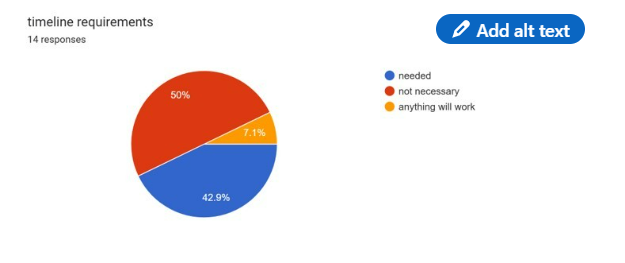 timeline requirements
14 responses
Add alt text
needed
not necessary
anything will work
50%
7.1%
42.9%